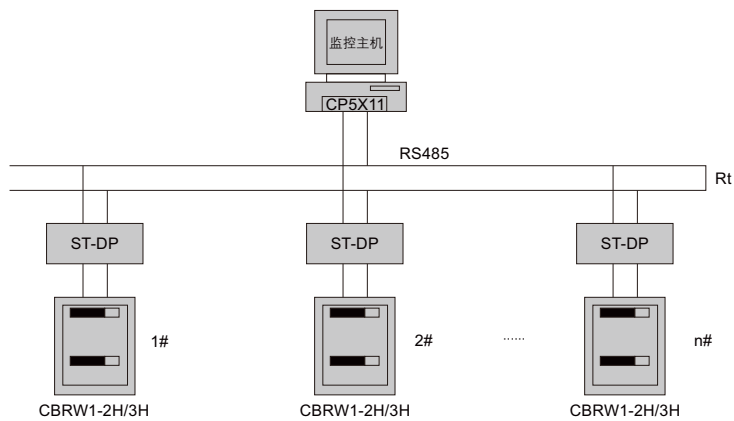 监控主机
CP5X11
RS485
Rt
ST-DP ST-DP ST-DP
1# 2# ...... n#
CBRW1-2H/3H CBRW1-2H/3H CBRW1-2H/3H